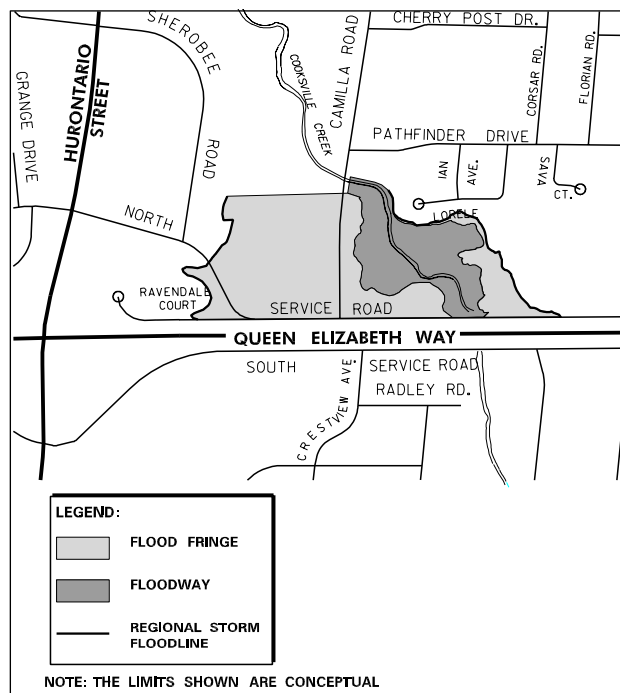 SHEROBEE
ROAD
GRANGE DRIVE
HURONTARIO
STREET
COOKSVILLE
CREEK
CAMILLA ROAD
CHERRY POST DR.
CORSAR RD.
FLORIAN RD.
PATHFINDER DRIVE
IAN
AVE.
SAVA
CT.
LORELE
NORTH
RAVENDALE
COURT
SERVICE ROAD
QUEEN ELIZABETH WAY
SOUTH
SERVICE ROAD
RADLEY RD.
CRESTVIEW AVE.
LEGEND:
FLOOD FRINGE
FLOODWAY
REGIONAL STORM
FLOODLINE
NOTE: THE LIMITS SHOWN ARE CONCEPTUAL